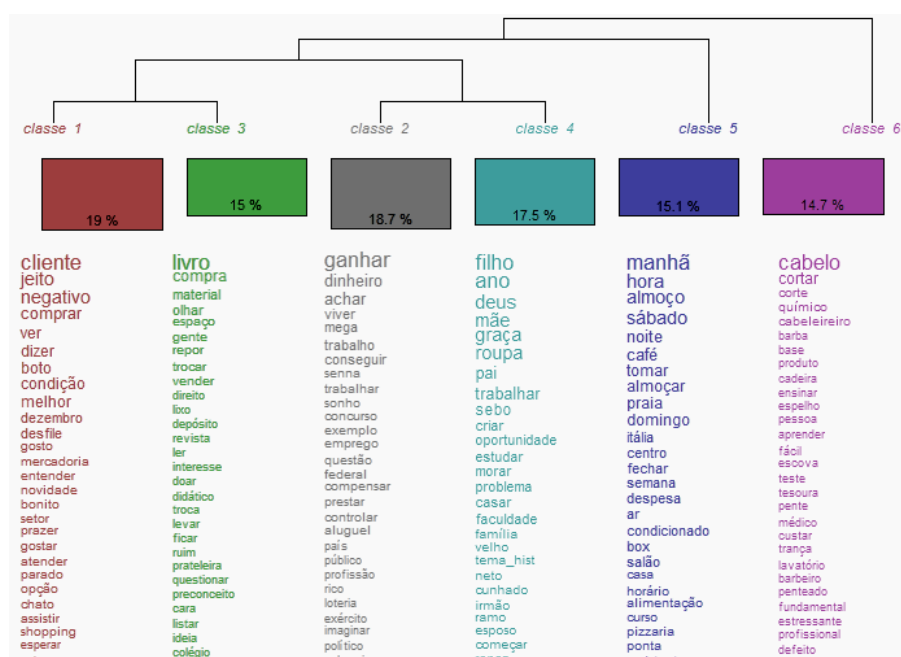 classe 1
classe 3
classe 2
classe 4
classe 5
classe 6
19 %
15 %
18.7 %
17.5 %
15.1 %
14.7 %
cliente
jeito
negativo
comprar
ver
dizer
boto
condição
melhor
dezembro
desfile
gosto
mercadoria
entender
novidade
bonito
setor
prazer
gostar
atender
parado
opção
chato
assistir
shopping
esperar
livro
compra
material
olhar
espaço
gente
repor
trocar
vender
direito
lixo
depósito
revista
ler
interesse
doar
didático
troca
levar
ficar
ruim
prateleira
questionar
preconceito
cara
listar
ideia
colégio
ganhar
dinheiro
achar
viver
mega
trabalho
conseguir
senna
trabalhar
sonho
concurso
exemplo
emprego
questão
federal
compensar
prestar
controlar
aluguel
país
público
profissão
rico
loteria
exército
imaginar
político
filho
ano
deus
mãe
graça
roupa
pai
trabalhar
sebo
criar
oportunidade
estudar
morar
problema
casar
faculdade
família
velho
tema_hist
neto
cunhado
irmão
ramo
esposo
começar
manhã
hora
almoço
sábado
noite
café
tomar
almoçar
praia
domingo
itália
centro
fechar
semana
despesa
ar
condicionado
box
salão
casa
horário
alimentação
curso
pizzaria
ponta
cabelo
cortar
corte
químico
cabeleireiro
barba
base
produto
cadeira
ensinar
espelho
pessoa
aprender
fácil
escova
teste
tesoura
pente
médico
custar
trança
lavatório
barbeiro
penteado
fundamental
estressante
profissional
defeito